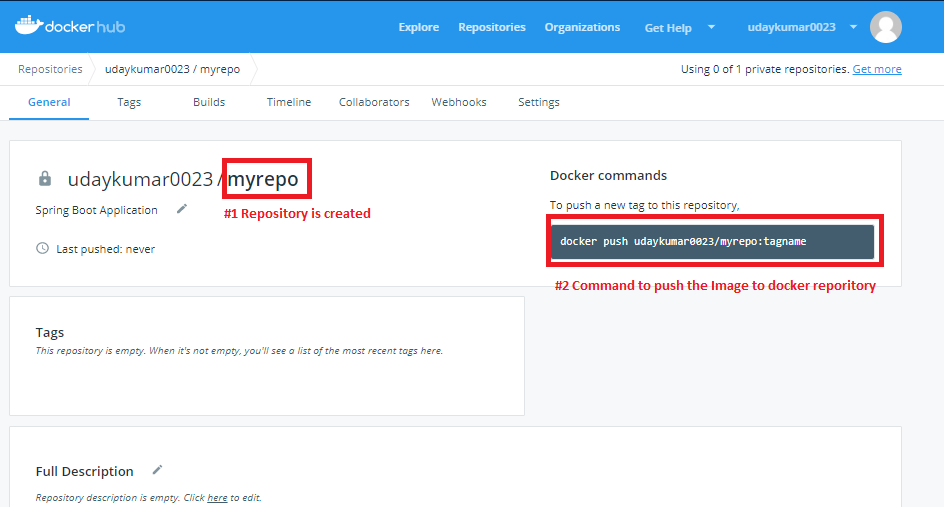 dockerhub
Explore Repositories Organizations Get Help udaykumar0023
Repositories udaykumar0023 / myrepo Using 0 of 1 private repositories. Get more
General Tags Builds Timeline Collaborators Webhooks Settings
udaykumar0023 / myrepo
Spring Boot Application
#1 Repository is created
Last pushed: never
Docker commands
To push a new tag to this repository,
docker push udaykumar0023/myrepo:tagname
#2 Command to push the Image to docker reporitory
Tags
This repository is empty. When it's not empty, you'll see a list of the most recent tags here.
Full Description
Repository description is empty. Click here to edit.